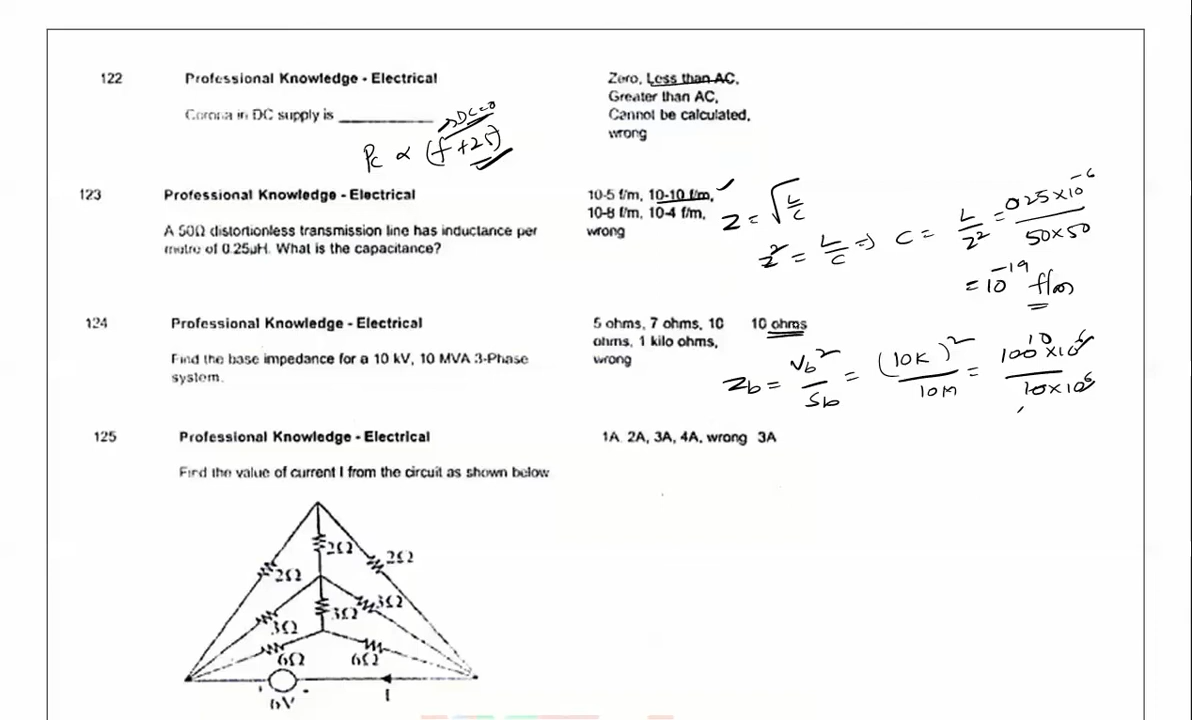 122 Professional Knowledge - Electrical Zero, Less than AC,
Greater than AC,
Corona in DC supply is __________ Cannot be calculated,
wrong
→DC=0
Pc ∝ (f+25)
123 Professional Knowledge - Electrical 10-5 f/m, 10-10 f/m,
10-8 f/m, 10-4 f/m,
A 50Ω distortionless transmission line has inductance per wrong
metre of 0.25μH. What is the capacitance?
Z = √L/C
Z² = L/C ⇒ C = L/Z² = 0.25×10⁻⁶ / 50×50
= 10⁻¹⁹ f/m
124 Professional Knowledge - Electrical 5 ohms, 7 ohms, 10 10 ohms
ohms, 1 kilo ohms,
Find the base impedance for a 10 kV, 10 MVA 3-Phase wrong
system.
Zb = Vb² / Sb = (10K)² / 10M = 100×10⁶ / 10×10⁶
10
125 Professional Knowledge - Electrical 1A 2A, 3A, 4A, wrong 3A
Find the value of current I from the circuit as shown below
2Ω
2Ω 2Ω
3Ω 3Ω 3Ω
6Ω 6Ω
+ -
6V I